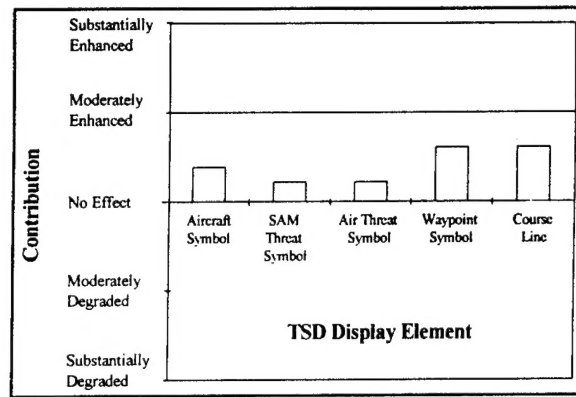 Substantially
Enhanced
Moderately
Enhanced
Contribution
No Effect
Aircraft
Symbol
SAM
Threat
Symbol
Air Threat
Symbol
Waypoint
Symbol
Course
Line
Moderately
Degraded
TSD Display Element
Substantially
Degraded